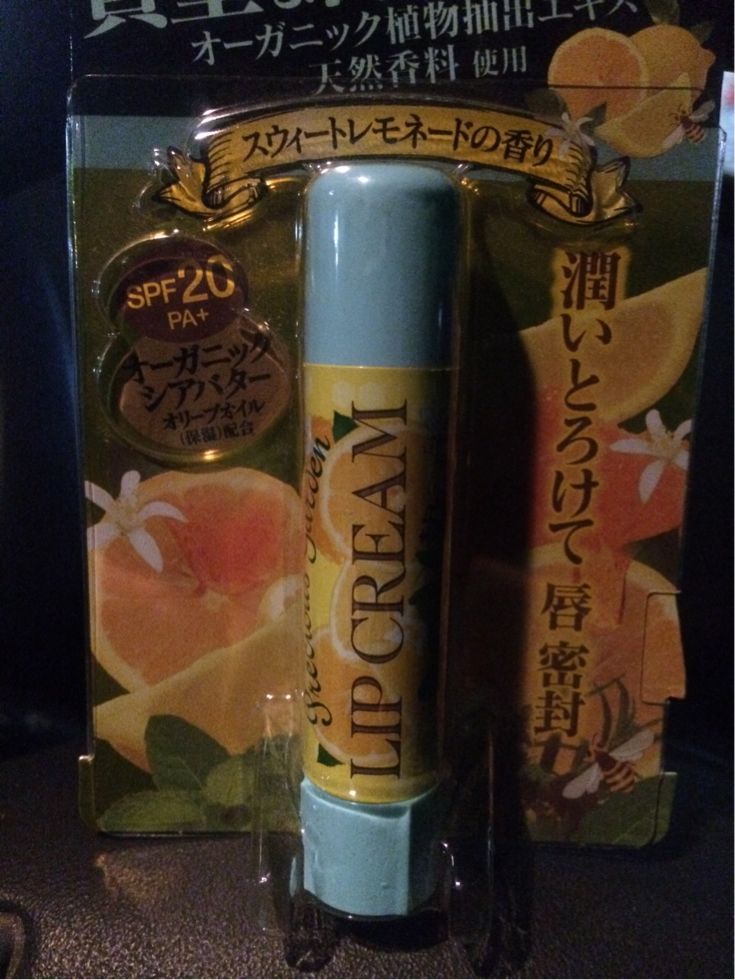 オーガニック植物抽出エキス
天然香料 使用
スウィートレモネードの香り
SPF20
PA+
オーガニック
シアバター
オリーブオイル
(保湿)配合
潤いとろけて 唇 密封
Precious Garden
LIP CREAM